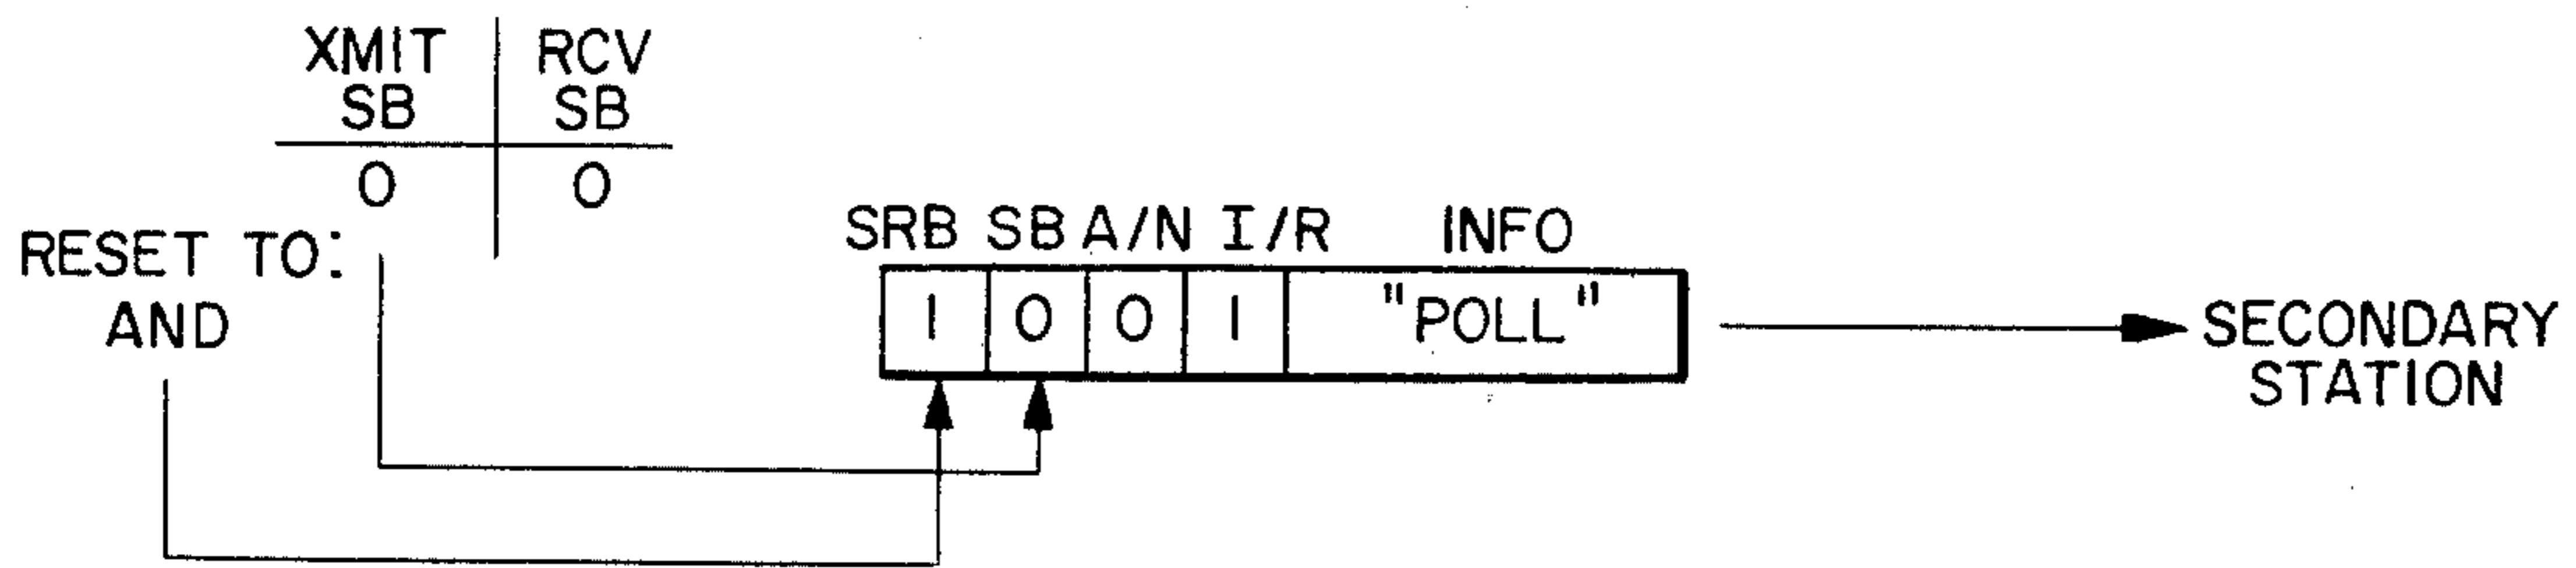 XMIT RCV
SB SB
0 0
RESET TO:
AND
SRB SB A/N I/R INFO
1 0 0 1 "POLL"
SECONDARY
STATION